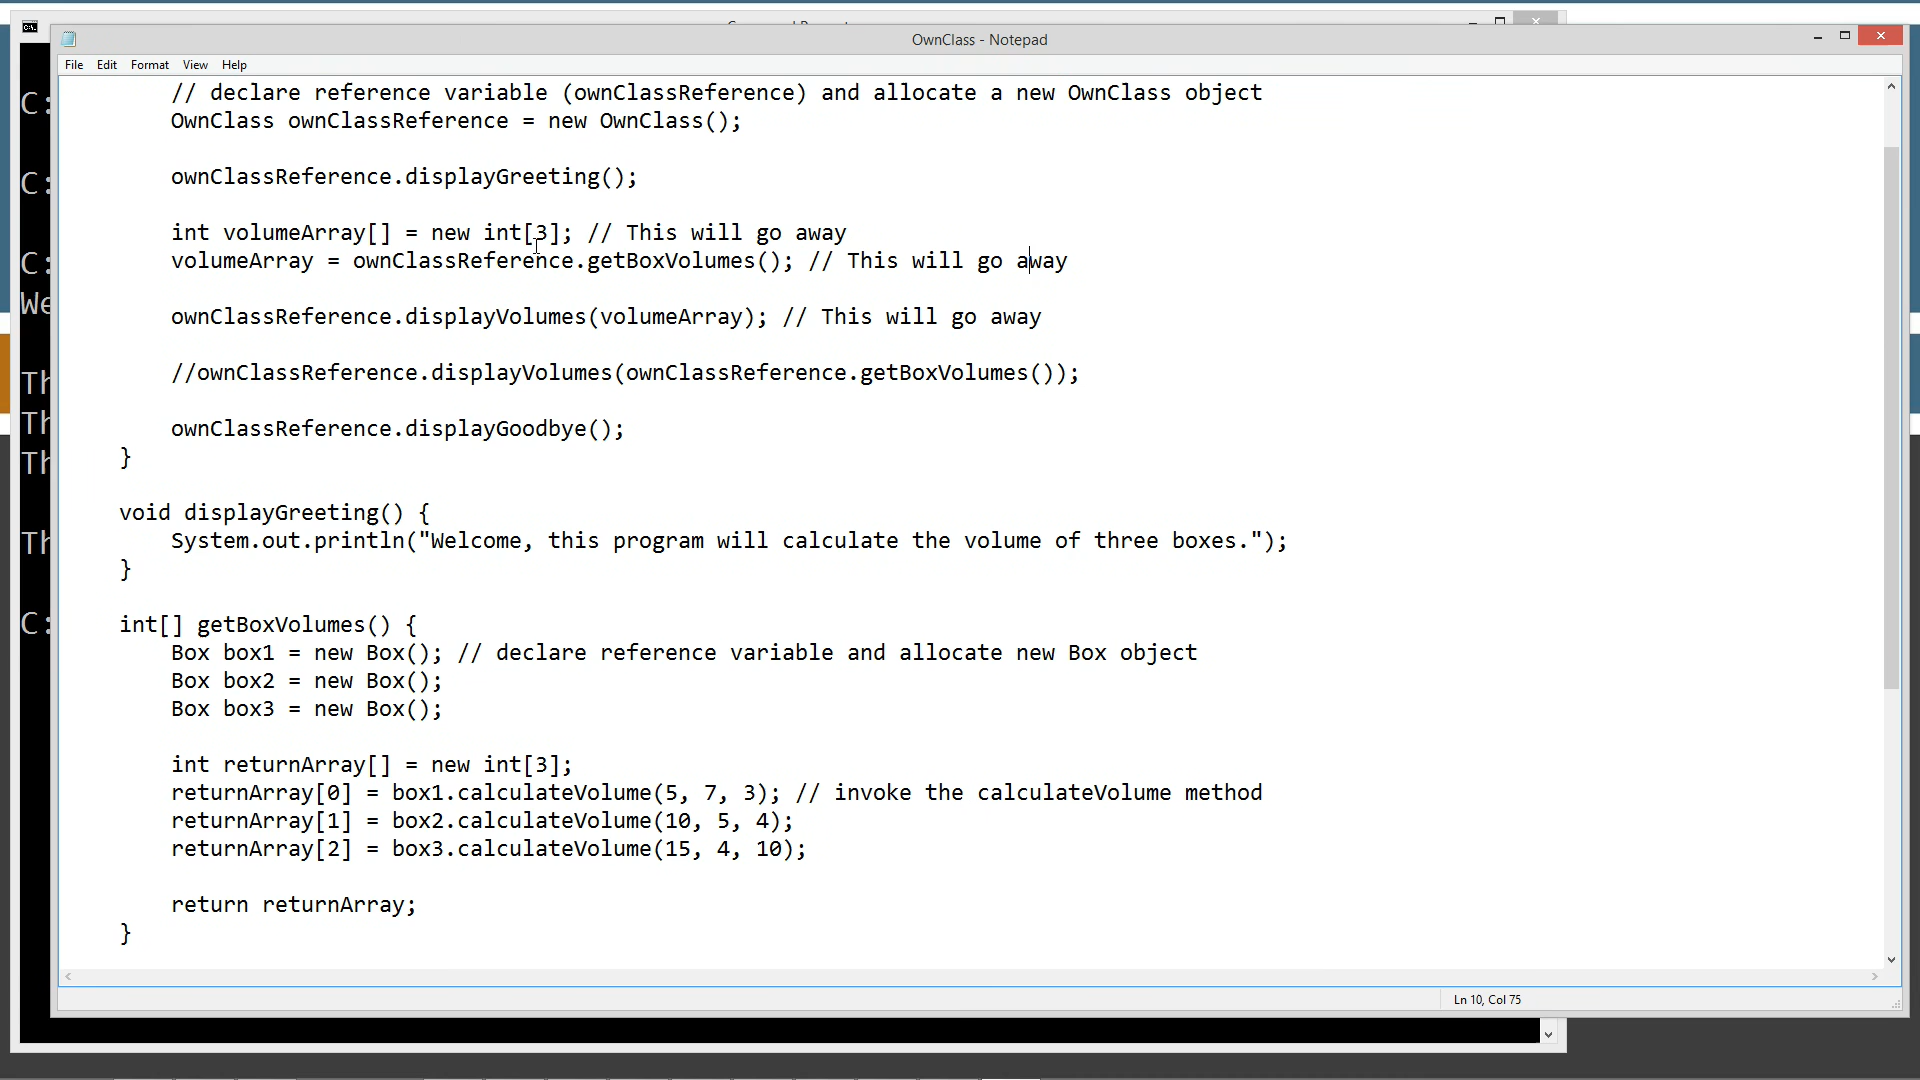 OwnClass - Notepad
File Edit Format View Help
// declare reference variable (ownClassReference) and allocate a new OwnClass object
OwnClass ownClassReference = new OwnClass();
ownClassReference.displayGreeting();
int volumeArray[] = new int[3]; // This will go away
volumeArray = ownClassReference.getBoxVolumes(); // This will go away
ownClassReference.displayVolumes(volumeArray); // This will go away
//ownClassReference.displayVolumes(ownClassReference.getBoxVolumes());
ownClassReference.displayGoodbye();
}
void displayGreeting() {
System.out.println("Welcome, this program will calculate the volume of three boxes.");
}
int[] getBoxVolumes() {
Box box1 = new Box(); // declare reference variable and allocate new Box object
Box box2 = new Box();
Box box3 = new Box();
int returnArray[] = new int[3];
returnArray[0] = box1.calculateVolume(5, 7, 3); // invoke the calculateVolume method
returnArray[1] = box2.calculateVolume(10, 5, 4);
returnArray[2] = box3.calculateVolume(15, 4, 10);
return returnArray;
}
Ln 10, Col 75
C:
C:
C:
We
Th
Th
Th
Th
C: